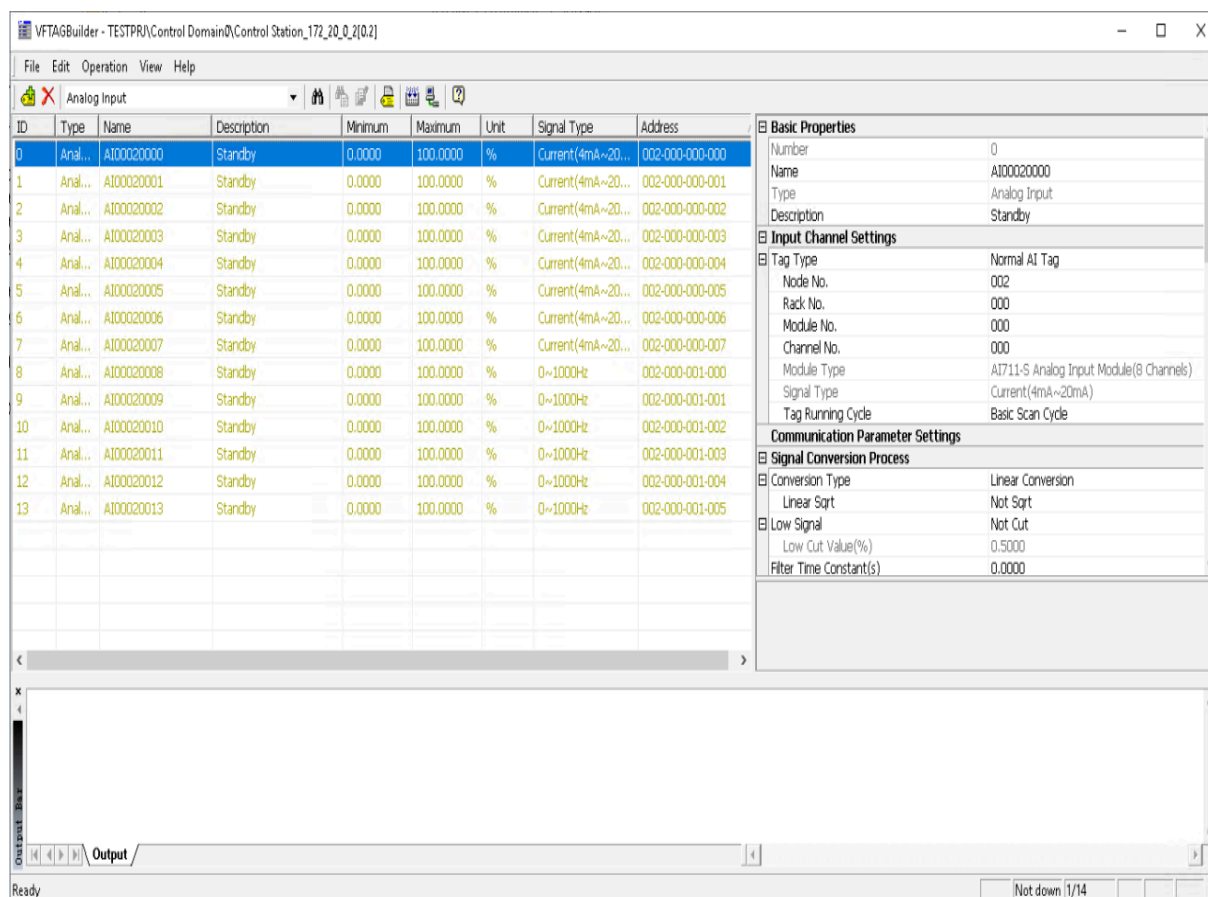 VFTAGBuilder - TESTPRJ\Control Domain0\Control Station_172_20_0_2[0.2]
File Edit Operation View Help
Analog Input
ID Type Name Description Minimum Maximum Unit Signal Type Address
0 Anal... AI00020000 Standby 0.0000 100.0000 % Current(4mA~20... 002-000-000-000
1 Anal... AI00020001 Standby 0.0000 100.0000 % Current(4mA~20... 002-000-000-001
2 Anal... AI00020002 Standby 0.0000 100.0000 % Current(4mA~20... 002-000-000-002
3 Anal... AI00020003 Standby 0.0000 100.0000 % Current(4mA~20... 002-000-000-003
4 Anal... AI00020004 Standby 0.0000 100.0000 % Current(4mA~20... 002-000-000-004
5 Anal... AI00020005 Standby 0.0000 100.0000 % Current(4mA~20... 002-000-000-005
6 Anal... AI00020006 Standby 0.0000 100.0000 % Current(4mA~20... 002-000-000-006
7 Anal... AI00020007 Standby 0.0000 100.0000 % Current(4mA~20... 002-000-000-007
8 Anal... AI00020008 Standby 0.0000 100.0000 % 0~1000Hz 002-000-001-000
9 Anal... AI00020009 Standby 0.0000 100.0000 % 0~1000Hz 002-000-001-001
10 Anal... AI00020010 Standby 0.0000 100.0000 % 0~1000Hz 002-000-001-002
11 Anal... AI00020011 Standby 0.0000 100.0000 % 0~1000Hz 002-000-001-003
12 Anal... AI00020012 Standby 0.0000 100.0000 % 0~1000Hz 002-000-001-004
13 Anal... AI00020013 Standby 0.0000 100.0000 % 0~1000Hz 002-000-001-005
Basic Properties
Number 0
Name AI00020000
Type Analog Input
Description Standby
Input Channel Settings
Tag Type Normal AI Tag
Node No. 002
Rack No. 000
Module No. 000
Channel No. 000
Module Type AI711-S Analog Input Module(8 Channels)
Signal Type Current(4mA~20mA)
Tag Running Cycle Basic Scan Cycle
Communication Parameter Settings
Signal Conversion Process
Conversion Type Linear Conversion
Linear Sqrt Not Sqrt
Low Signal Not Cut
Low Cut Value(%) 0.5000
Filter Time Constant(s) 0.0000
Output Bar
Output
Ready
Not down 1/14